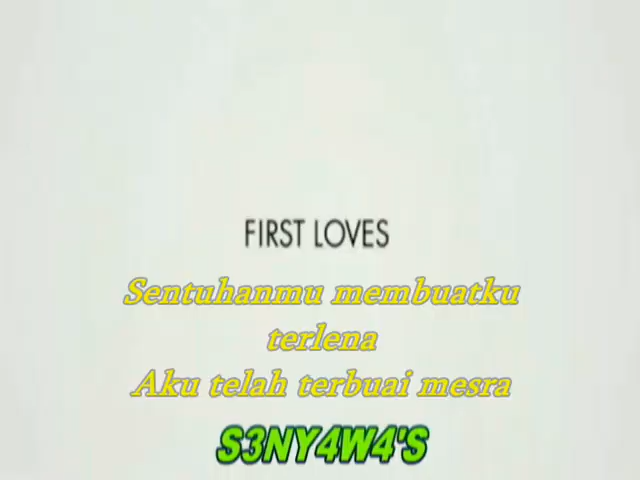 FIRST LOVES
Sentuhanmu membuatku
terlena
Aku telah terbuai mesra
S3NY4W4'S